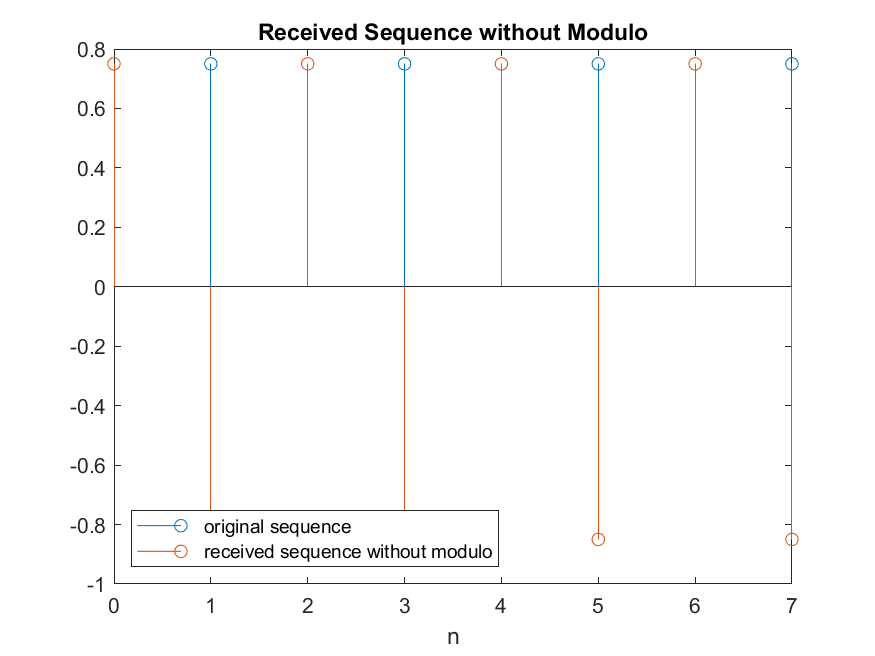 Received Sequence without Modulo
0.8
0.6
0.4
0.2
0
-0.2
-0.4
-0.6
-0.8
-1
original sequence
received sequence without modulo
0 1 2 3 4 5 6 7
n